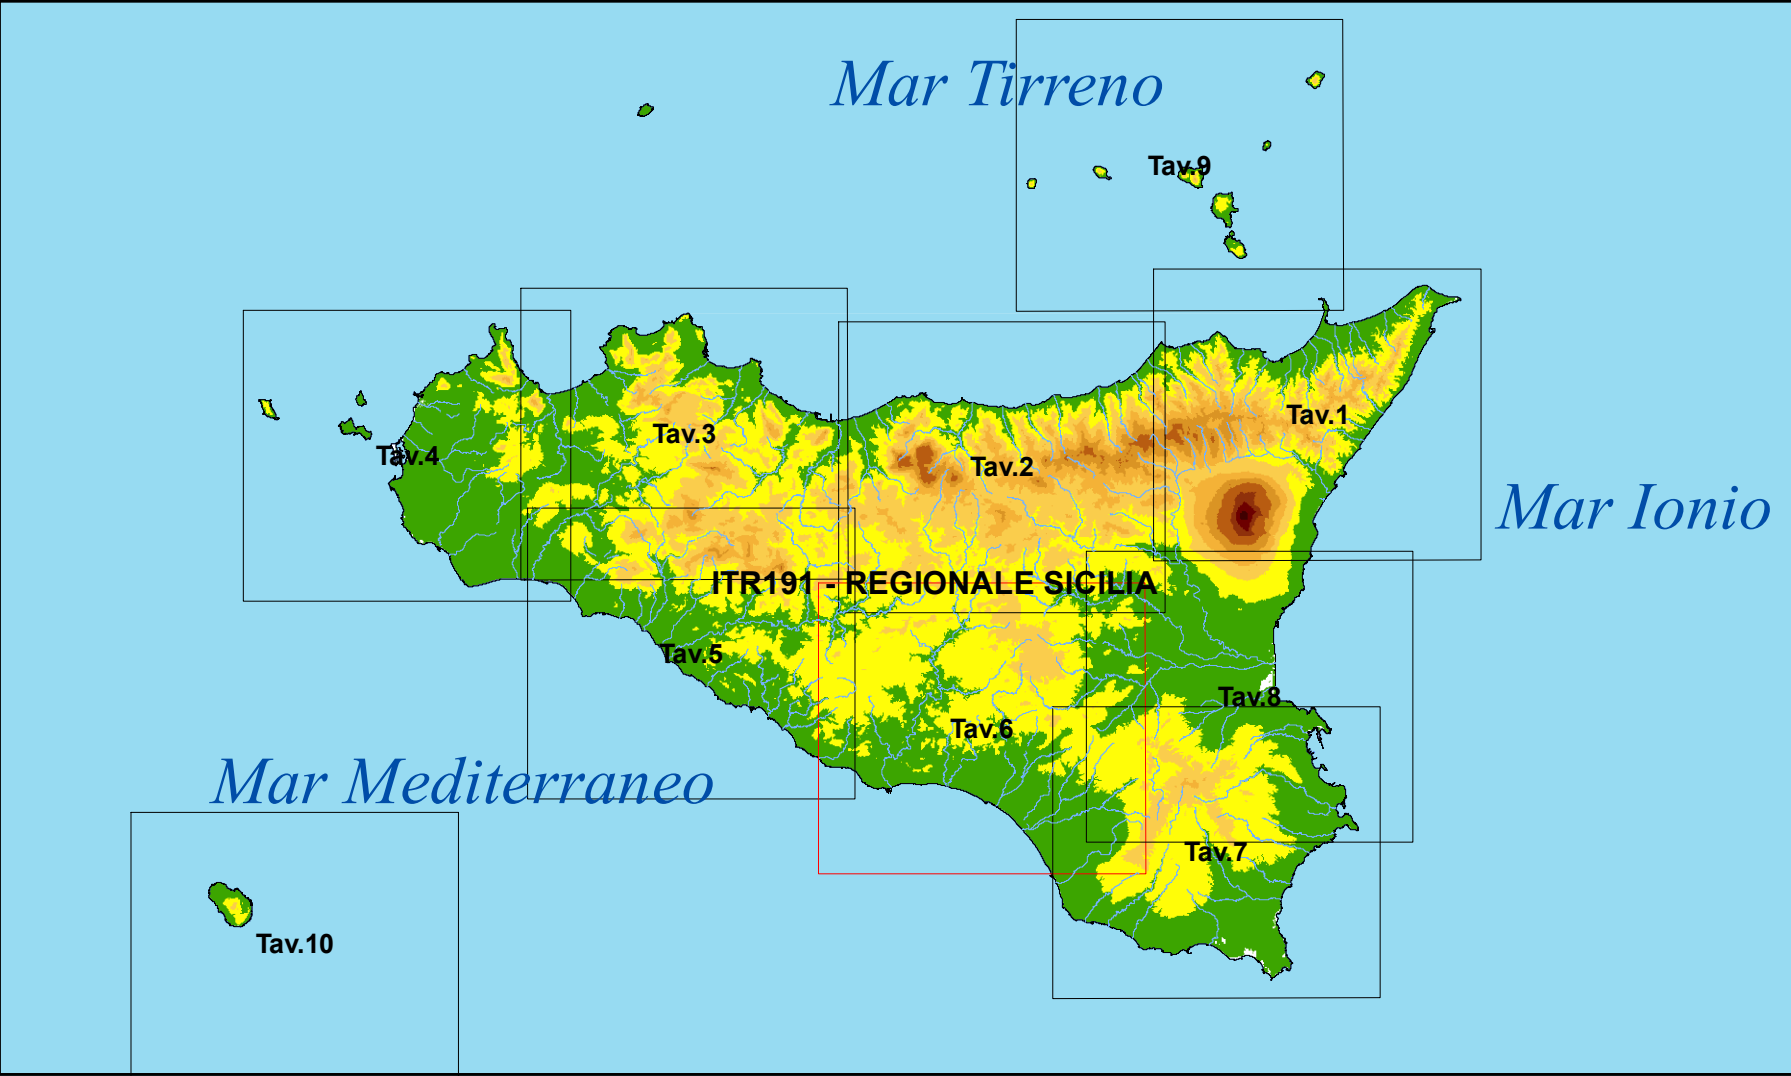 Mar Tirreno
Tav.9
Tav.1
Tav.3
Tav.4
Tav.2
Mar Ionio
ITR191 - REGIONALE SICILIA
Tav.5
Tav.8
Tav.6
Mar Mediterraneo
Tav.7
Tav.10